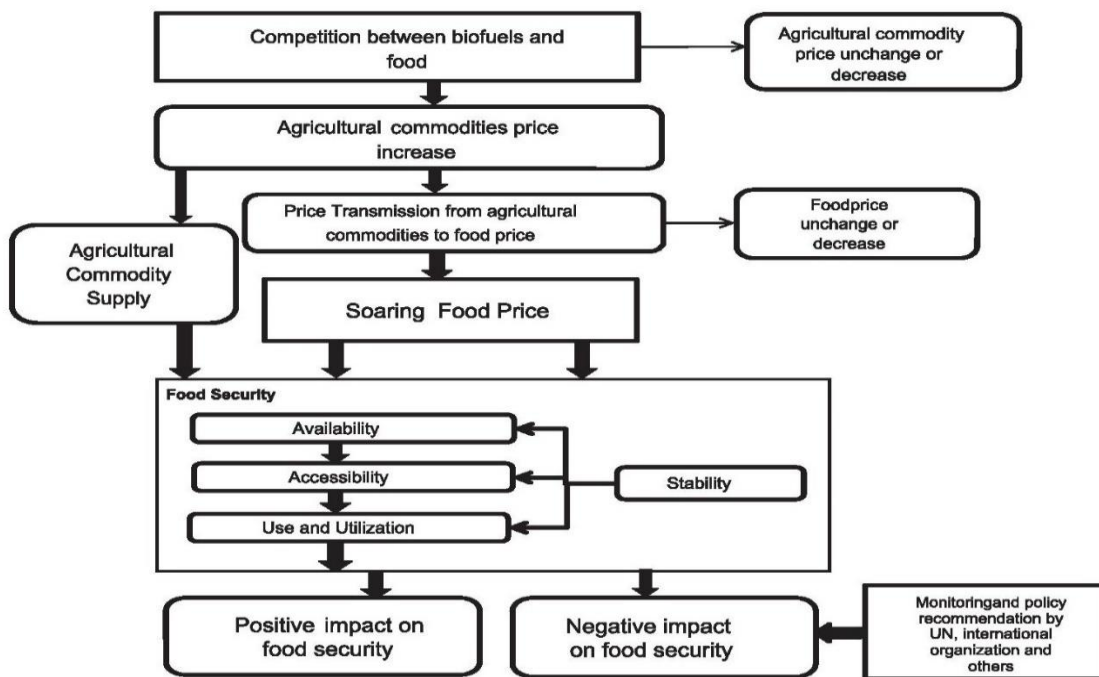 Competition between biofuels and
food
Agricultural commodity
price unchange or
decrease
Agricultural commodities price
increase
Price Transmission from agricultural
commodities to food price
Foodprice
unchange or
decrease
Agricultural
Commodity
Supply
Soaring Food Price
Food Security
Availability
Accessibility
Stability
Use and Utilization
Positive impact on
food security
Negative impact
on food security
Monitoringand policy
recommendation by
UN, international
organization and
others